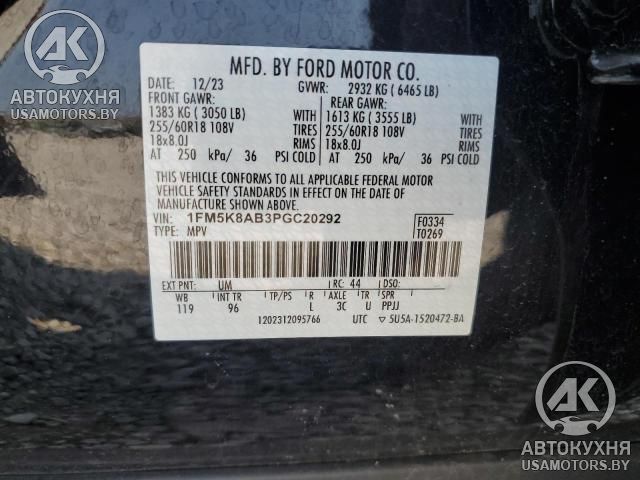 АК
АВТОКУХНЯ
USAMOTORS.BY
MFD. BY FORD MOTOR CO.
DATE: 12/23 GVWR: 2932 KG ( 6465 LB)
FRONT GAWR: REAR GAWR:
1383 KG ( 3050 LB) WITH 1613 KG ( 3555 LB) WITH
255/60R18 108V TIRES 255/60R18 108V TIRES
18x8.0J RIMS 18x8.0J RIMS
AT 250 kPa/ 36 PSI COLD AT 250 kPa/ 36 PSI COLD
THIS VEHICLE CONFORMS TO ALL APPLICABLE FEDERAL MOTOR
VEHICLE SAFETY STANDARDS IN EFFECT ON THE DATE OF
MANUFACTURE SHOWN ABOVE.
VIN: 1FM5K8AB3PGC20292 F0334
TYPE: MPV T0269
EXT PNT: UM RC: 44 DSO:
WB INT TR TP/PS R AXLE TR SPR
119 96 L 3C U PPJJ
1202312095766 UTC ▽ 5U5A-1520472-BA
АК
АВТОКУХНЯ
USAMOTORS.BY